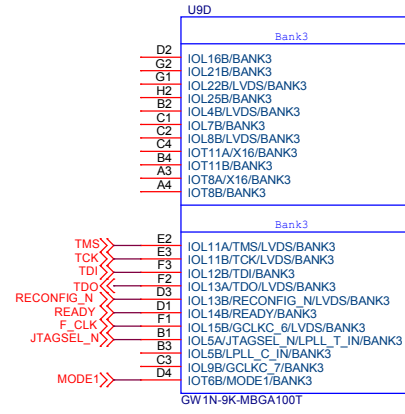 U9D
Bank3
D2 IOL16B/BANK3
G2 IOL21B/BANK3
G1 IOL22B/LVDS/BANK3
H2 IOL25B/BANK3
B2 IOL4B/LVDS/BANK3
C1 IOL7B/BANK3
C2 IOL8B/LVDS/BANK3
C4 IOT11A/X16/BANK3
B4 IOT11B/BANK3
A3 IOT8A/X16/BANK3
A4 IOT8B/BANK3
Bank3
TMS E2 IOL11A/TMS/LVDS/BANK3
TCK E3 IOL11B/TCK/LVDS/BANK3
TDI F3 IOL12B/TDI/BANK3
TDO F2 IOL13A/TDO/LVDS/BANK3
RECONFIG_N D3 IOL13B/RECONFIG_N/LVDS/BANK3
READY D1 IOL14B/READY/BANK3
F_CLK F1 IOL15B/GCLKC_6/LVDS/BANK3
JTAGSEL_N B1 IOL5A/JTAGSEL_N/LPLL_T_IN/BANK3
B3 IOL5B/LPLL_C_IN/BANK3
C3 IOL9B/GCLKC_7/BANK3
MODE1 D4 IOT6B/MODE1/BANK3
GW1N-9K-MBGA100T